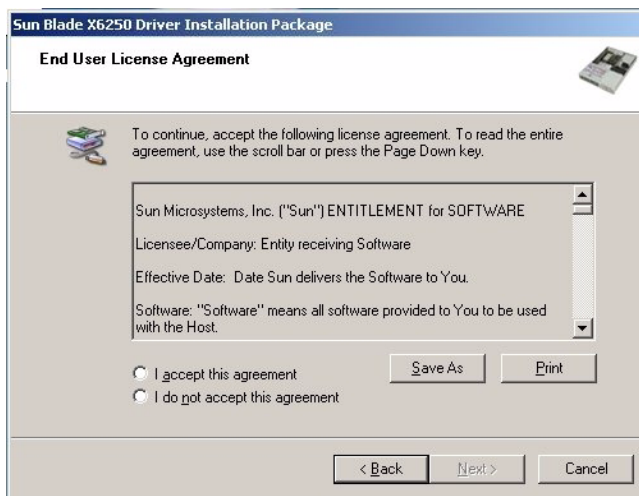 Sun Blade X6250 Driver Installation Package
End User License Agreement
To continue, accept the following license agreement. To read the entire
agreement, use the scroll bar or press the Page Down key.
Sun Microsystems, Inc. ("Sun") ENTITLEMENT for SOFTWARE
Licensee/Company: Entity receiving Software
Effective Date:  Date Sun delivers the Software to You.
Software: "Software" means all software provided to You to be used
with the Host.
I accept this agreement
Save As
Print
I do not accept this agreement
< Back
Next >
Cancel